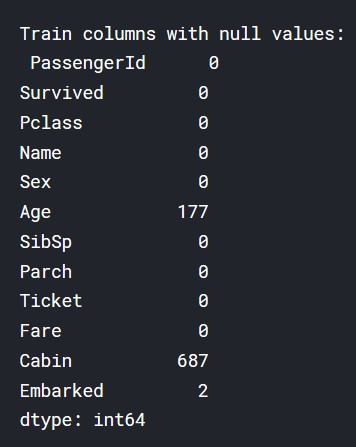 Train columns with null values:
 PassengerId      0
Survived         0
Pclass           0
Name             0
Sex              0
Age            177
SibSp            0
Parch            0
Ticket           0
Fare             0
Cabin          687
Embarked         2
dtype: int64